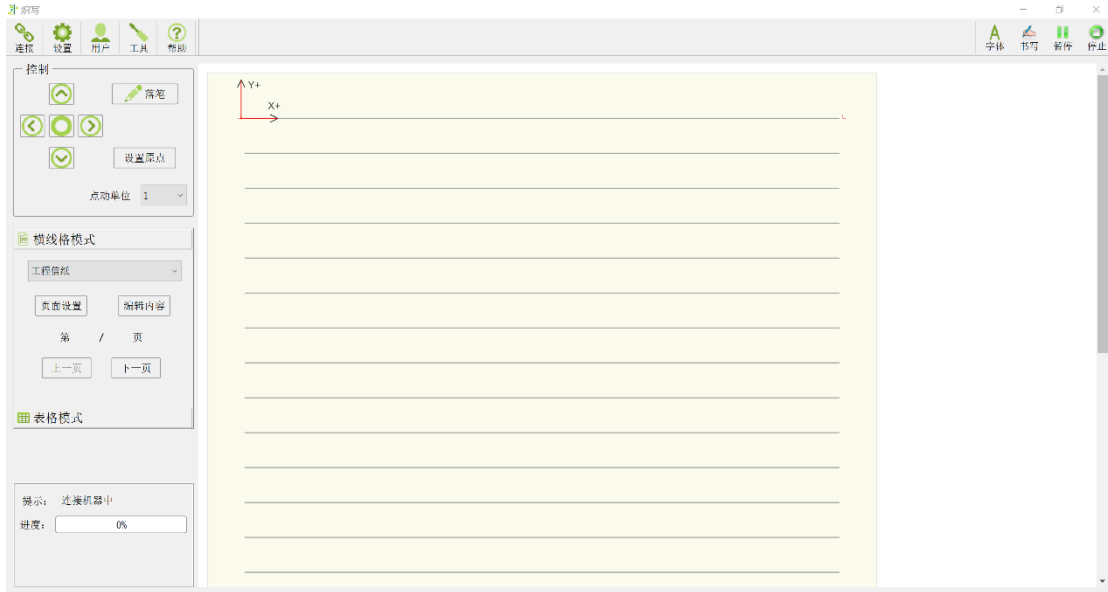 织写
连接 设置 用户 工具 帮助
字体 书写 暂停 停止
控制
落笔
设置原点
点动单位 1
Y+
X+
横线格模式
工程信纸
页面设置 编辑内容
第 / 页
上一页 下一页
表格模式
提示： 连接机器中
进度： 0%